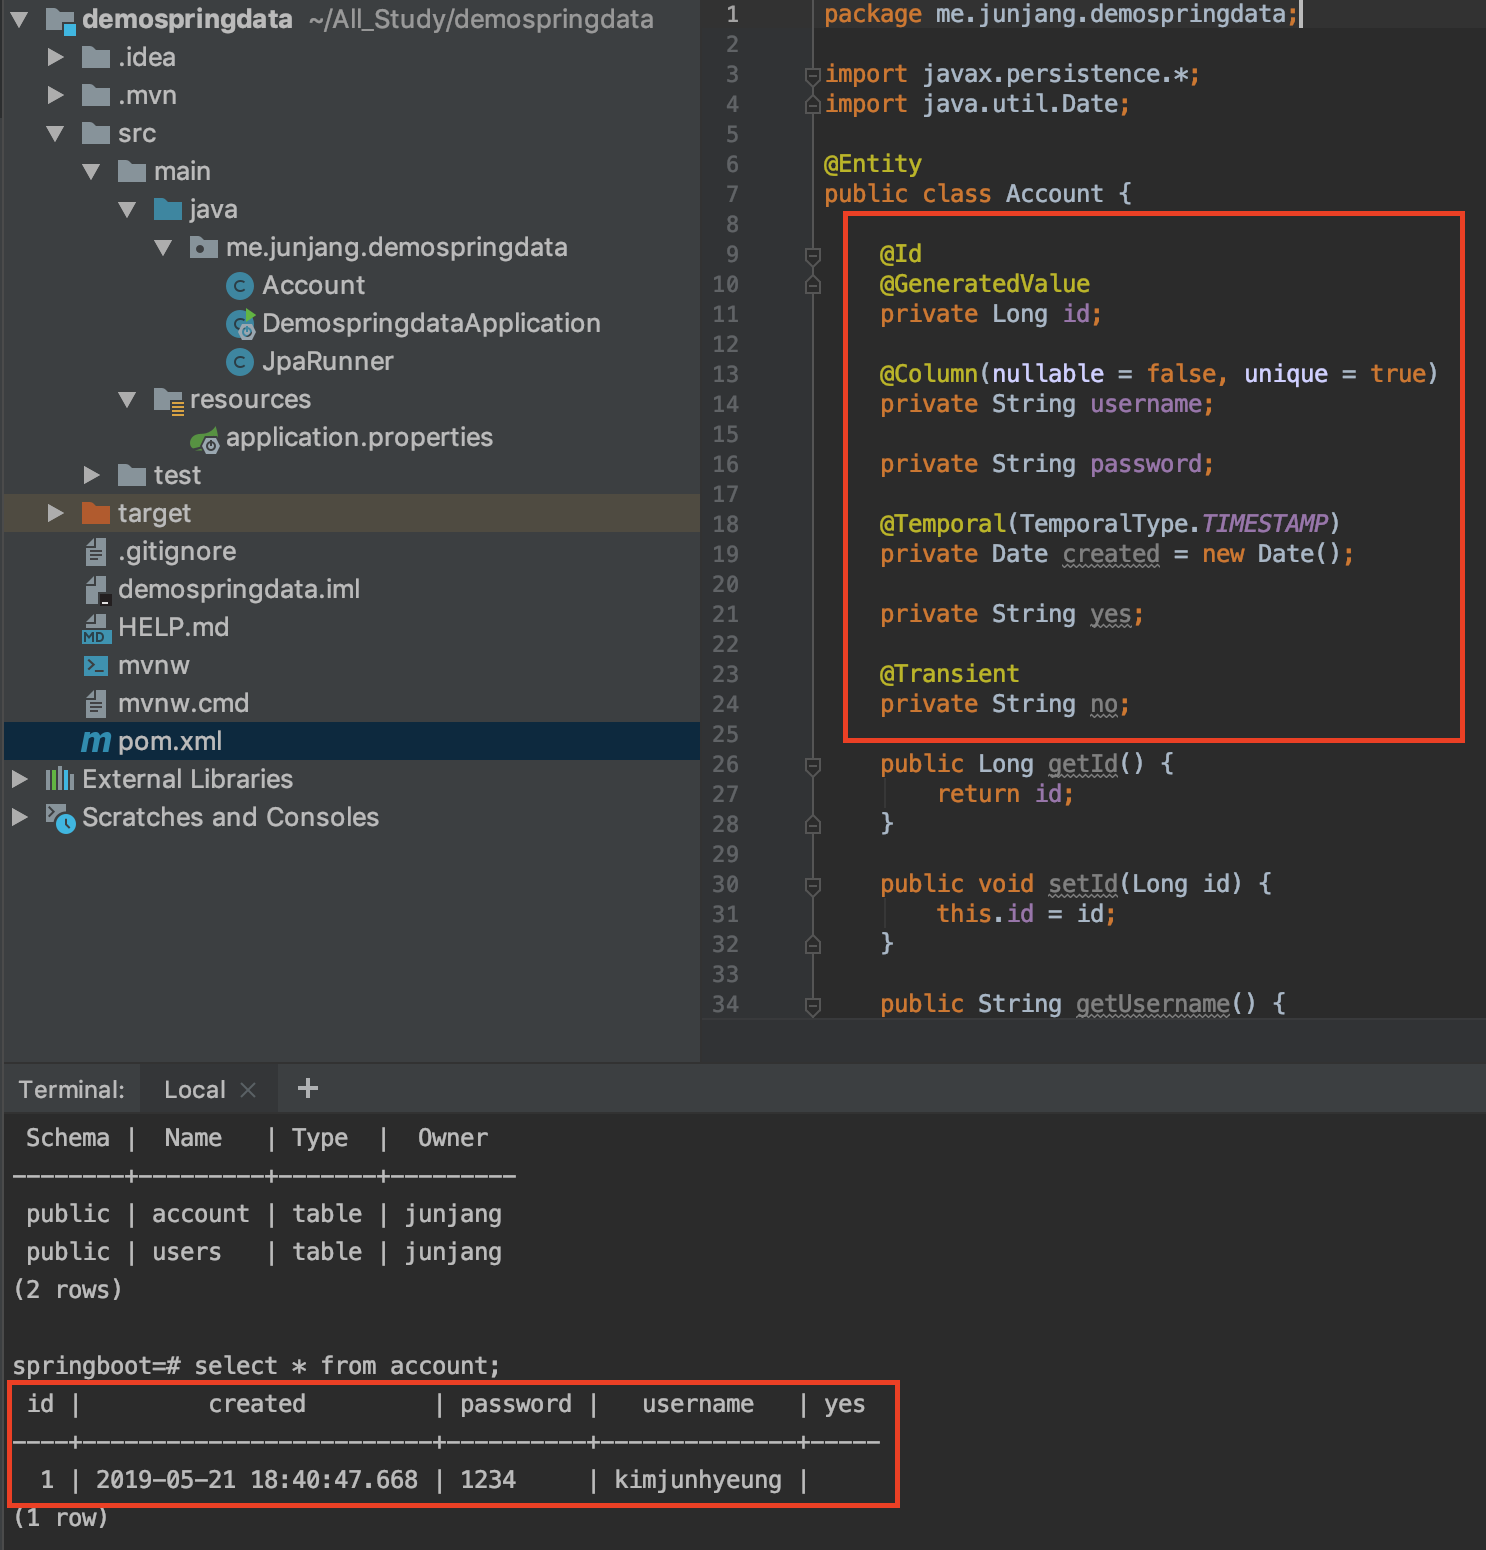 demospringdata ~/All_Study/demospringdata
.idea
.mvn
src
main
java
me.junjang.demospringdata
Account
DemospringdataApplication
JpaRunner
resources
application.properties
test
target
.gitignore
demospringdata.iml
HELP.md
mvnw
mvnw.cmd
pom.xml
External Libraries
Scratches and Consoles
1 package me.junjang.demospringdata;
2
3 import javax.persistence.*;
4 import java.util.Date;
5
6 @Entity
7 public class Account {
8
9 @Id
10 @GeneratedValue
11 private Long id;
12
13 @Column(nullable = false, unique = true)
14 private String username;
15
16 private String password;
17
18 @Temporal(TemporalType.TIMESTAMP)
19 private Date created = new Date();
20
21 private String yes;
22
23 @Transient
24 private String no;
25
26 public Long getId() {
27 return id;
28 }
29
30 public void setId(Long id) {
31 this.id = id;
32 }
33
34 public String getUsername() {
Terminal: Local × +
Schema | Name | Type | Owner
--------+---------+-------+---------
public | account | table | junjang
public | users | table | junjang
(2 rows)
springboot=# select * from account;
id | created | password | username | yes
----+-------------------------+----------+--------------+-----
1 | 2019-05-21 18:40:47.668 | 1234 | kimjunhyeung |
(1 row)